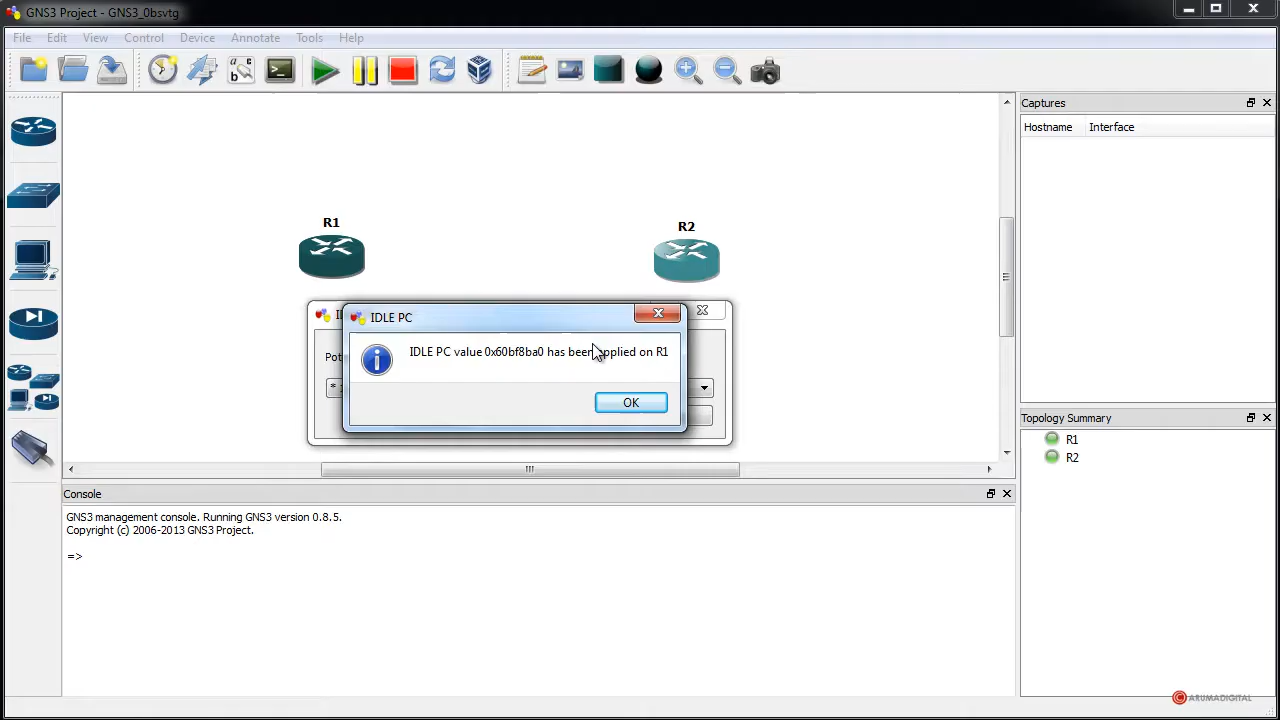 GNS3 Project - GNS3_0bsvtg
File Edit View Control Device Annotate Tools Help
a
b c
Captures
Hostname Interface
R1
R2
IDLE PC
IDLE PC value 0x60bf8ba0 has been applied on R1
Pot
*
OK
Topology Summary
R1
R2
Console
GNS3 management console. Running GNS3 version 0.8.5.
Copyright (c) 2006-2013 GNS3 Project.
=>
© ARUMADIGITAL